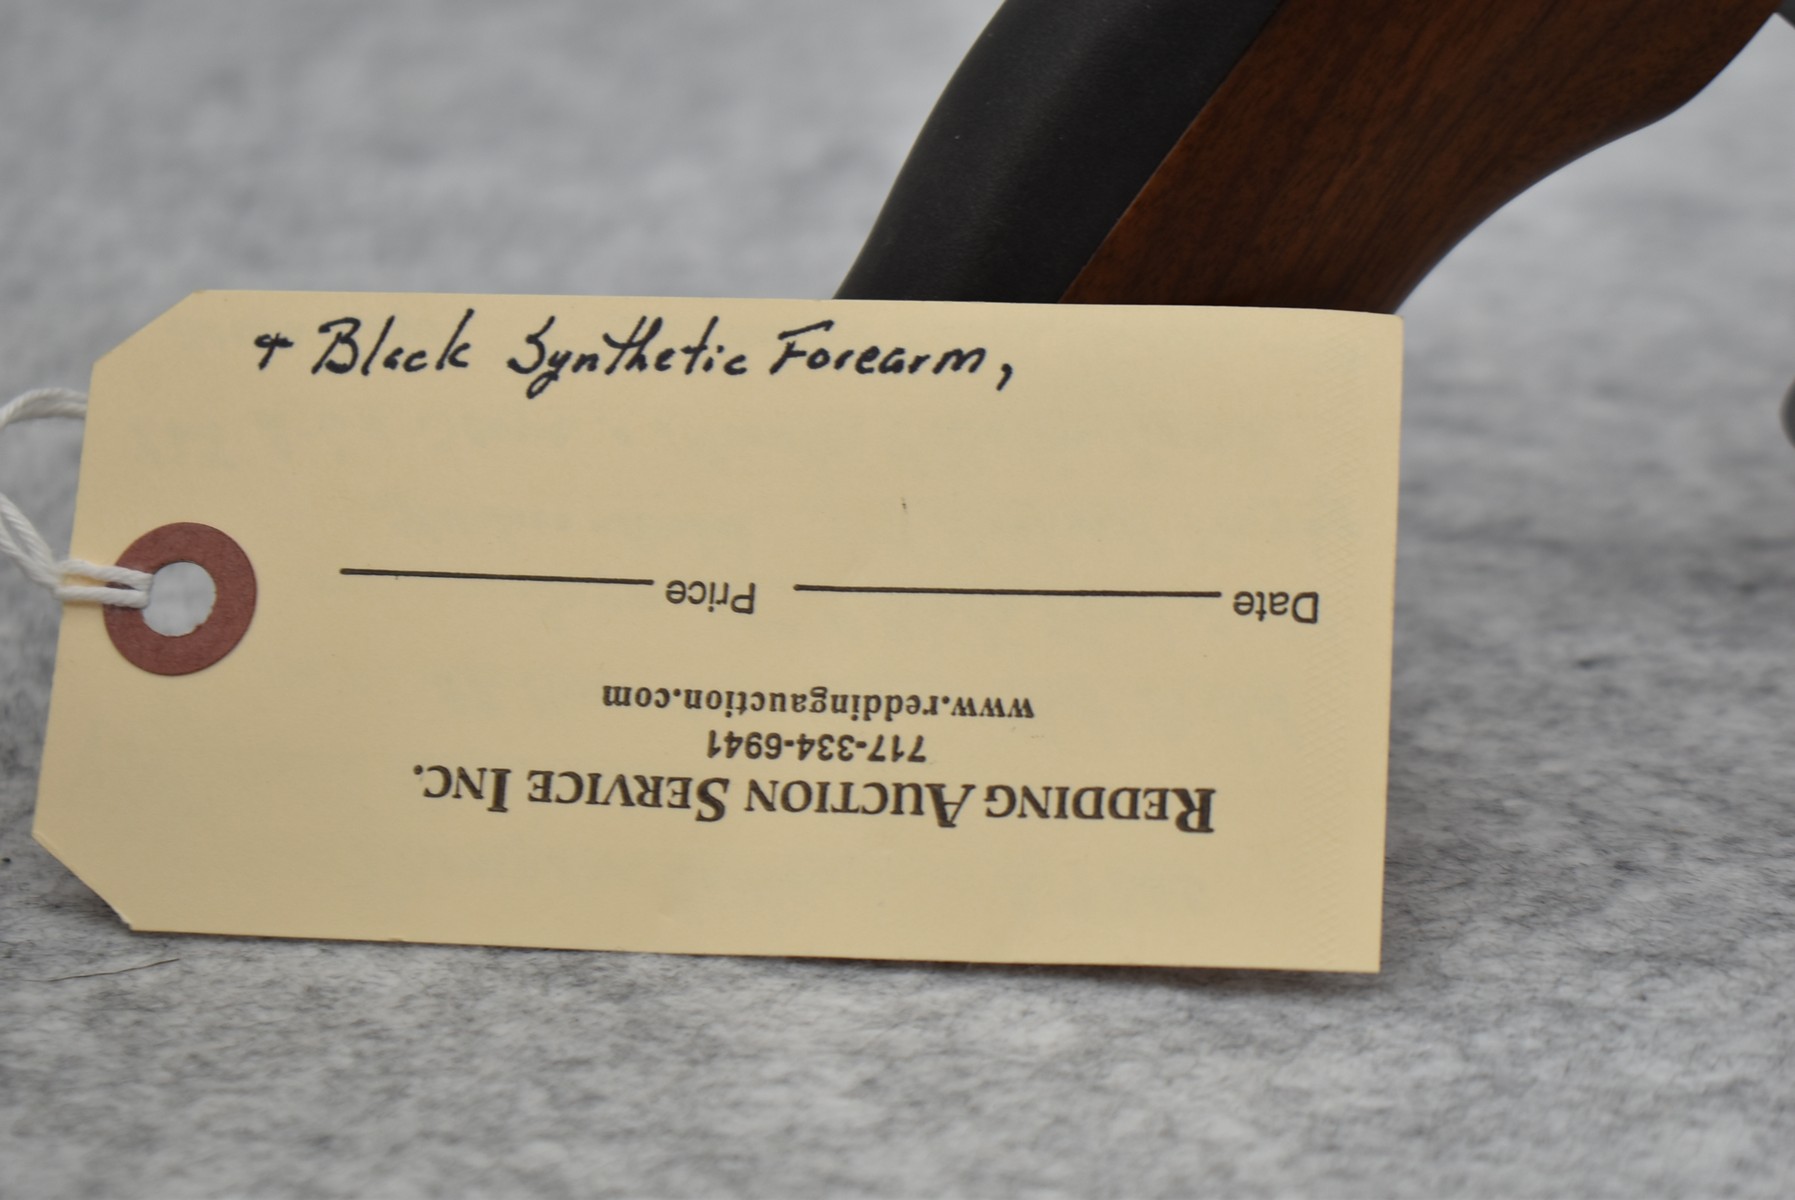 + Black Synthetic Forearm,
REDDING AUCTION SERVICE INC.
717-334-6941
www.reddingauction.com
Date Price